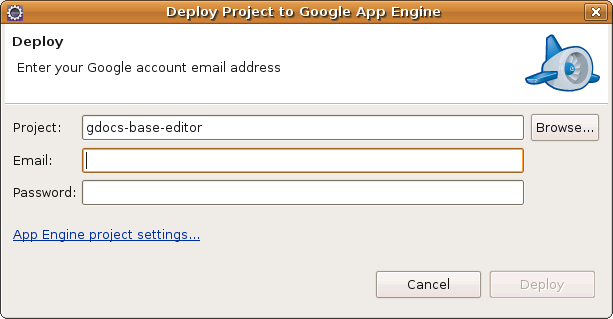 Deploy Project to Google App Engine
Deploy
Enter your Google account email address
Project: gdocs-base-editor Browse...
Email:
Password:
App Engine project settings...
Cancel Deploy